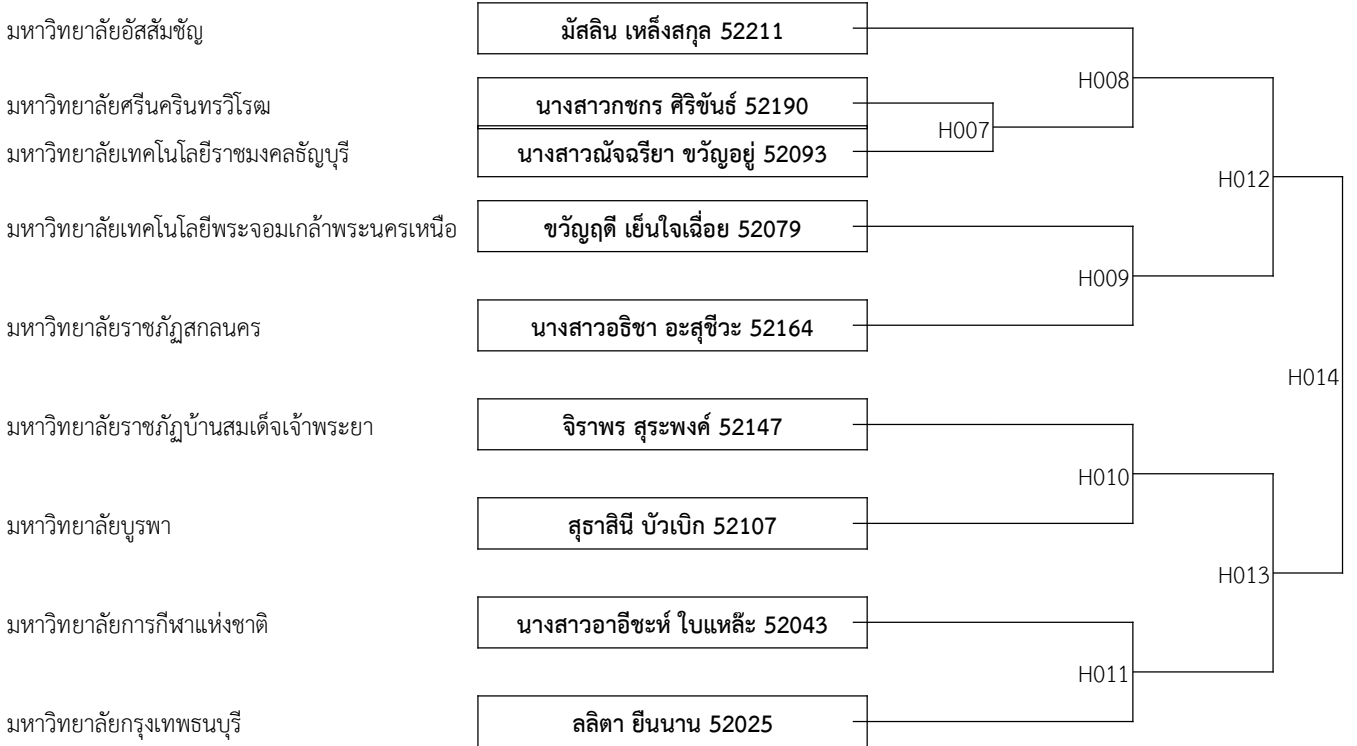 มหาวิทยาลัยอัสสัมชัญ มัสลิน เหล็งสกุล 52211
H008
มหาวิทยาลัยศรีนครินทรวิโรฒ นางสาวกชกร ศิริขันธ์ 52190
H007
มหาวิทยาลัยเทคโนโลยีราชมงคลธัญบุรี นางสาวณัจฉรียา ขวัญอยู่ 52093
H012
มหาวิทยาลัยเทคโนโลยีพระจอมเกล้าพระนครเหนือ ขวัญฤดี เย็นใจเฉื่อย 52079
H009
มหาวิทยาลัยราชภัฏสกลนคร นางสาวอธิชา อะสุชีวะ 52164
H014
มหาวิทยาลัยราชภัฏบ้านสมเด็จเจ้าพระยา จิราพร สุระพงค์ 52147
H010
มหาวิทยาลัยบูรพา สุธาสินี บัวเบิก 52107
H013
มหาวิทยาลัยการกีฬาแห่งชาติ นางสาวอาอีชะห์ ใบแหล๊ะ 52043
H011
มหาวิทยาลัยกรุงเทพธนบุรี ลลิตา ยืนนาน 52025